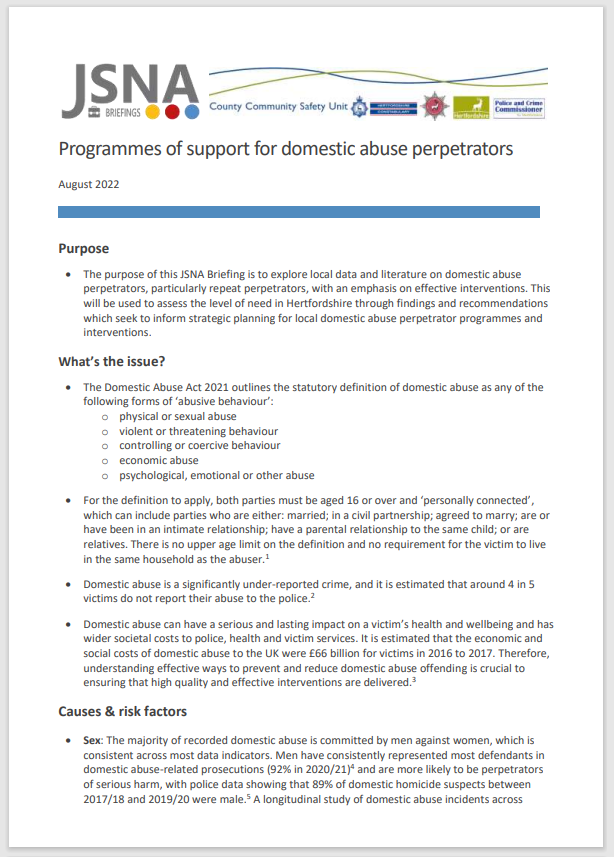 JSNA
BRIEFINGS
County Community Safety Unit
HERTFORDSHIRE
CONSTABULARY
Hertfordshire
Police and Crime
Commissioner
Programmes of support for domestic abuse perpetrators
August 2022
Purpose
• The purpose of this JSNA Briefing is to explore local data and literature on domestic abuse
perpetrators, particularly repeat perpetrators, with an emphasis on effective interventions. This
will be used to assess the level of need in Hertfordshire through findings and recommendations
which seek to inform strategic planning for local domestic abuse perpetrator programmes and
interventions.
What's the issue?
• The Domestic Abuse Act 2021 outlines the statutory definition of domestic abuse as any of the
following forms of ‘abusive behaviour’:
o physical or sexual abuse
o violent or threatening behaviour
o controlling or coercive behaviour
o economic abuse
o psychological, emotional or other abuse
• For the definition to apply, both parties must be aged 16 or over and ‘personally connected’,
which can include parties who are either: married; in a civil partnership; agreed to marry; are or
have been in an intimate relationship; have a parental relationship to the same child; or are
relatives. There is no upper age limit on the definition and no requirement for the victim to live
in the same household as the abuser.¹
• Domestic abuse is a significantly under-reported crime, and it is estimated that around 4 in 5
victims do not report their abuse to the police.²
• Domestic abuse can have a serious and lasting impact on a victim’s health and wellbeing and has
wider societal costs to police, health and victim services. It is estimated that the economic and
social costs of domestic abuse to the UK were £66 billion for victims in 2016 to 2017. Therefore,
understanding effective ways to prevent and reduce domestic abuse offending is crucial to
ensuring that high quality and effective interventions are delivered.³
Causes & risk factors
• Sex: The majority of recorded domestic abuse is committed by men against women, which is
consistent across most data indicators. Men have consistently represented most defendants in
domestic abuse-related prosecutions (92% in 2020/21)⁴ and are more likely to be perpetrators
of serious harm, with police data showing that 89% of domestic homicide suspects between
2017/18 and 2019/20 were male.⁵ A longitudinal study of domestic abuse incidents across